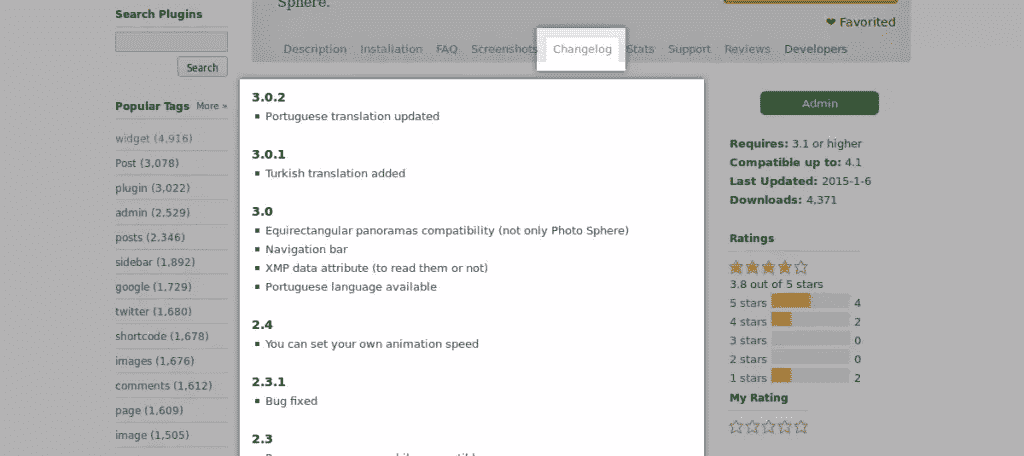 Sphere.
Search Plugins
❤ Favorited
Description Installation FAQ Screenshots Changelog Stats Support Reviews Developers
Search
Popular Tags More »
widget (4,916)
Post (3,078)
plugin (3,022)
admin (2,529)
posts (2,346)
sidebar (1,892)
google (1,729)
twitter (1,680)
shortcode (1,678)
images (1,676)
comments (1,612)
page (1,609)
image (1,505)
3.0.2
Portuguese translation updated
3.0.1
Turkish translation added
3.0
Equirectangular panoramas compatibility (not only Photo Sphere)
Navigation bar
XMP data attribute (to read them or not)
Portuguese language available
2.4
You can set your own animation speed
2.3.1
Bug fixed
2.3
Admin
Requires: 3.1 or higher
Compatible up to: 4.1
Last Updated: 2015-1-6
Downloads: 4,371
Ratings
3.8 out of 5 stars
5 stars 4
4 stars 2
3 stars 0
2 stars 0
1 stars 2
My Rating